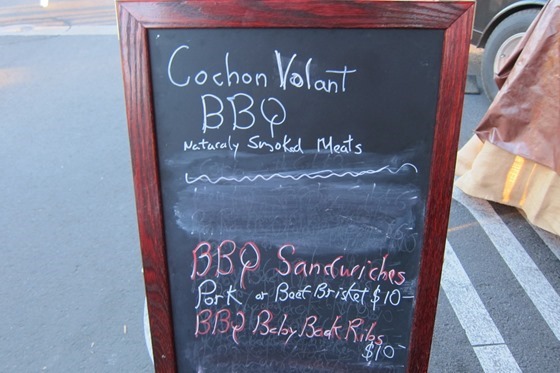 Cochon Volant
BBQ
Naturaly Smoked Meats
BBQ Sandwiches
Pork or Beef Brisket $10-
BBQ Baby Back Ribs
$10-